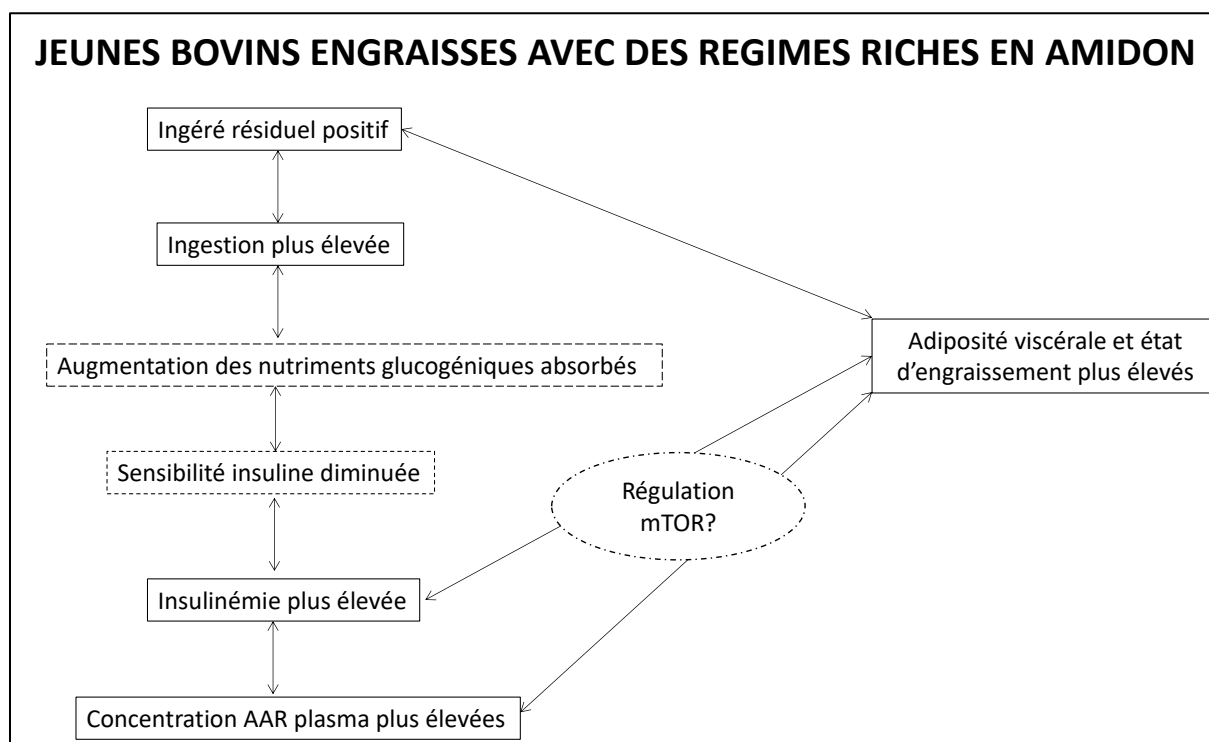 JEUNES BOVINS ENGRAISSES AVEC DES REGIMES RICHES EN AMIDON
Ingéré résiduel positif
Ingestion plus élevée
Augmentation des nutriments glucogéniques absorbés
Adiposité viscérale et état
d'engraissement plus élevés
Sensibilité insuline diminuée
Régulation
mTOR?
Insulinémie plus élevée
Concentration AAR plasma plus élevées